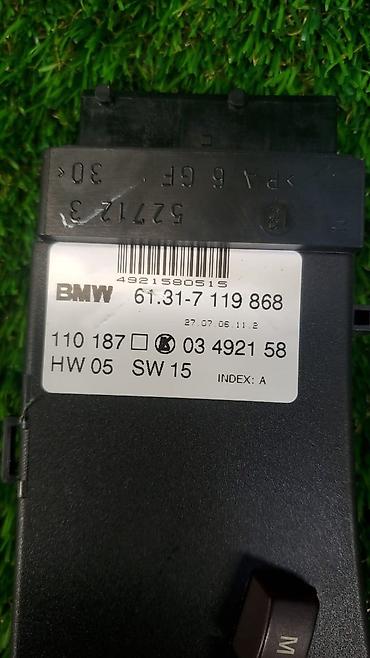 E
>PA 6 GF 30<
52712 3
4921580515
BMW 61.31-7 119 868
27.07.06 11.2
110 187 K 03 4921 58
HW 05 SW 15 INDEX: A
M